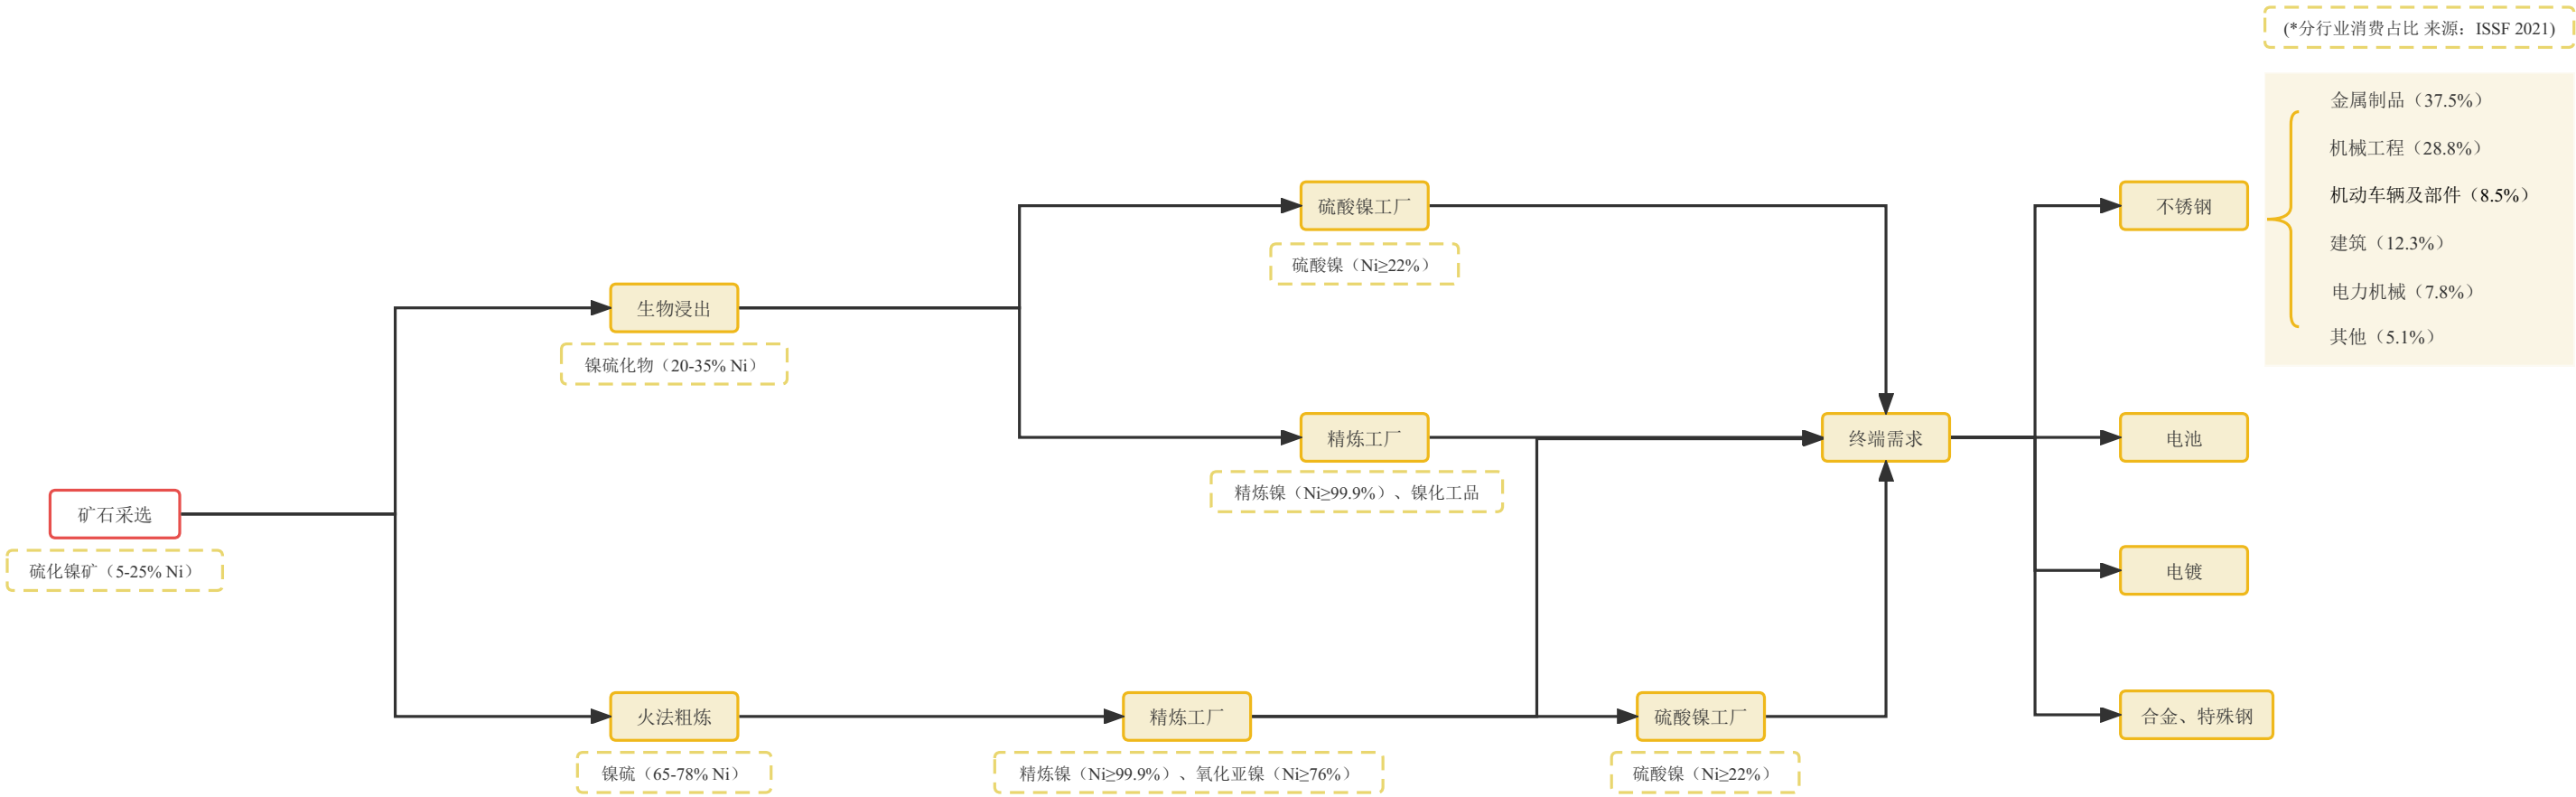 (*分行业消费占比 来源：ISSF 2021)
金属制品（37.5%）
机械工程（28.8%）
机动车辆及部件（8.5%）
建筑（12.3%）
电力机械（7.8%）
其他（5.1%）
硫酸镍工厂
硫酸镍（Ni≥22%）
不锈钢
生物浸出
镍硫化物（20-35% Ni）
精炼工厂
精炼镍（Ni≥99.9%）、镍化工品
终端需求
电池
矿石采选
硫化镍矿（5-25% Ni）
电镀
火法粗炼
镍硫（65-78% Ni）
精炼工厂
精炼镍（Ni≥99.9%）、氧化亚镍（Ni≥76%）
硫酸镍工厂
硫酸镍（Ni≥22%）
合金、特殊钢